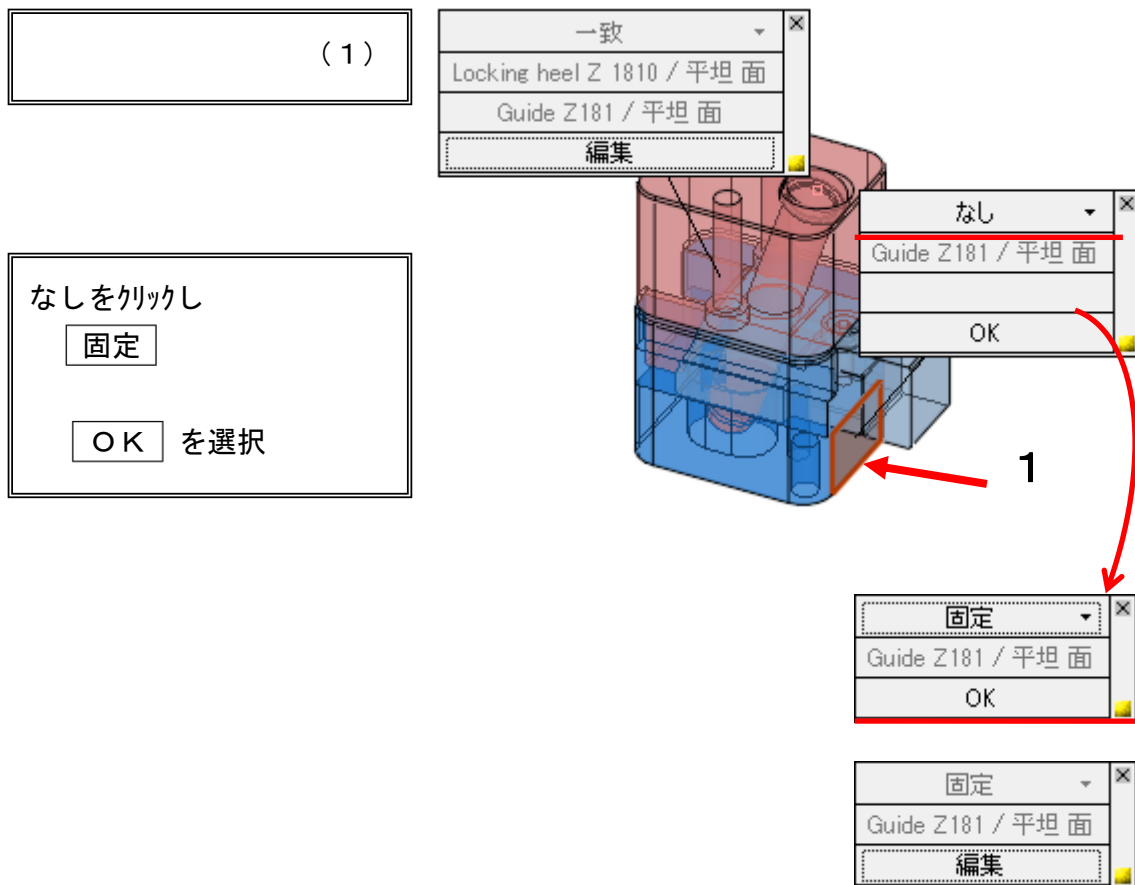 （１）
一致
Locking heel Z 1810 / 平坦 面
Guide Z181 / 平坦 面
編集
なし
Guide Z181 / 平坦 面
OK
なしをｸﾘｯｸし
固定
ＯＫ を選択
1
固定
Guide Z181 / 平坦 面
OK
固定
Guide Z181 / 平坦 面
編集